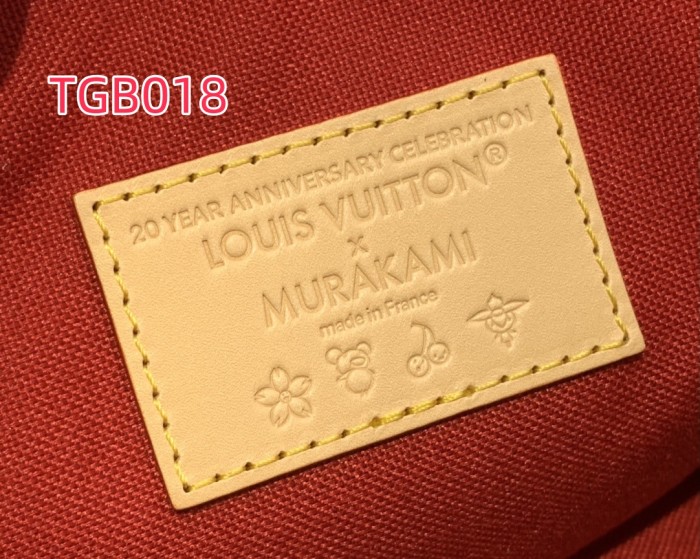 TGB018
20 YEAR ANNIVERSARY CELEBRATION
LOUIS VUITTON®
x
MURAKAMI
made in France